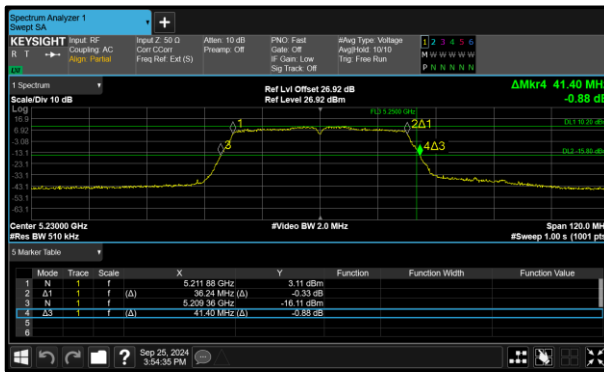 Spectrum Analyzer 1
Swept SA
+
KEYSIGHT Input: RF Input Z: 50 Ω Atten: 10 dB PNO: Fast #Avg Type: Voltage 1 2 3 4 5 6
R T Coupling: AC Corr CCorr Preamp: Off Gate: Off Avg|Hold: 10/10 M W W W W W
Align: Partial Freq Ref: Ext (S) IF Gain: Low Trig: Free Run
Sig Track: Off P N N N N N
1 Spectrum Ref Lvl Offset 26.92 dB ΔMkr4 41.40 MHz
Scale/Div 10 dB Ref Level 26.92 dBm -0.88 dB
Log
16.9 DL1 10.20 dBm
6.92 1 2Δ1
-3.08
-13.1 3 4Δ3 DL2 -15.80 dBm
-23.1
-33.1
-43.1
-53.1
-63.1
Center 5.23000 GHz #Video BW 2.0 MHz Span 120.0 MHz
#Res BW 510 kHz #Sweep 1.00 s (1001 pts)
5 Marker Table
Mode Trace Scale X Y Function Function Width Function Value
1 N 1 f 5.211 88 GHz 3.11 dBm
2 Δ1 1 f (Δ) 36.24 MHz (Δ) -0.33 dB
3 N 1 f 5.209 36 GHz -16.11 dBm
4 Δ3 1 f (Δ) 41.40 MHz (Δ) -0.88 dB
5
6
? Sep 25, 2024
3:54:35 PM